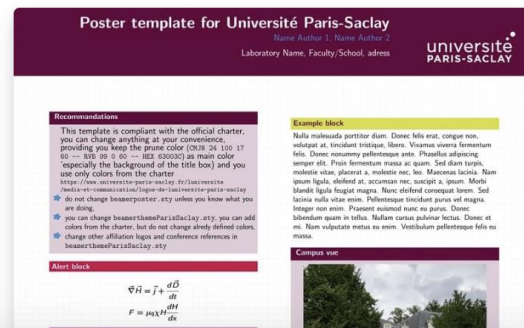 Poster template for Université Paris-Saclay
Name Author 1, Name Author 2
Laboratory Name, Faculty/School, adress
université
PARIS-SACLAY
Recommandations
This template is compliant with the official charter,
you can change anything at your convenience,
providing you keep the prune color (CMJN 24 100 17
60 -- RVB 99 0 60 -- HEX 63003C) as main color
'especially the background of the title box) and you
use only colors from the charter
https://www.universite-paris-saclay.fr/luniversite
/media-et-communication/logos-de-luniversite-paris-saclay
do not change beamerposter.sty unless you know what you
are doing,
you can change beamerthemeParisSaclay.sty, you can add
colors from the charter, but do not change alredy defined colors,
change other affiliation logos and conference references in
beamerthemeParisSaclay.sty
Alert block
∇⃗H⃗ = j⃗ + dD⃗/dt
F = μ₀χH dH/dx
Example block
Nulla malesuada porttitor diam. Donec felis erat, congue non,
volutpat at, tincidunt tristique, libero. Vivamus viverra fermentum
felis. Donec nonummy pellentesque ante. Phasellus adipiscing
semper elit. Proin fermentum massa ac quam. Sed diam turpis,
molestie vitae, placerat a, molestie nec, leo. Maecenas lacinia. Nam
ipsum ligula, eleifend at, accumsan nec, suscipit a, ipsum. Morbi
blandit ligula feugiat magna. Nunc eleifend consequat lorem. Sed
lacinia nulla vitae enim. Pellentesque tincidunt purus vel magna.
Integer non enim. Praesent euismod nunc eu purus. Donec
bibendum quam in tellus. Nullam cursus pulvinar lectus. Donec et
mi. Nam vulputate metus eu enim. Vestibulum pellentesque felis eu
massa.
Campus vue